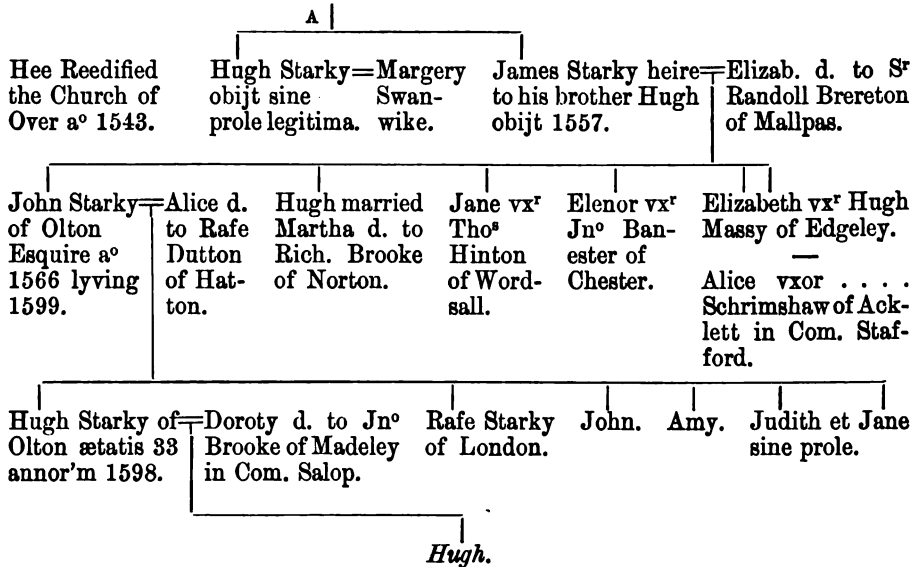 A
Hee Reedified
the Church of
Over aº 1543.
Hugh Starky=Margery
obijt sine Swan-
prole legitima. wike.
James Starky heire=Elizab. d. to Sʳ
to his brother Hugh Randoll Brereton
obijt 1557. of Mallpas.
John Starky=Alice d.
of Olton to Rafe
Esquire aº Dutton
1566 lyving of Hat-
1599. ton.
Hugh married
Martha d. to
Rich. Brooke
of Norton.
Jane vxʳ
Thoˢ
Hinton
of Word-
sall.
Elenor vxʳ
Jnº Ban-
ester of
Chester.
Elizabeth vxʳ Hugh
Massy of Edgeley.
—
Alice vxor . . . .
Schrimshaw of Ack-
lett in Com. Staf-
ford.
Hugh Starky of=Doroty d. to Jnº
Olton ætatis 33 Brooke of Madeley
annor'm 1598. in Com. Salop.
Rafe Starky
of London.
John.
Amy.
Judith et Jane
sine prole.
Hugh.